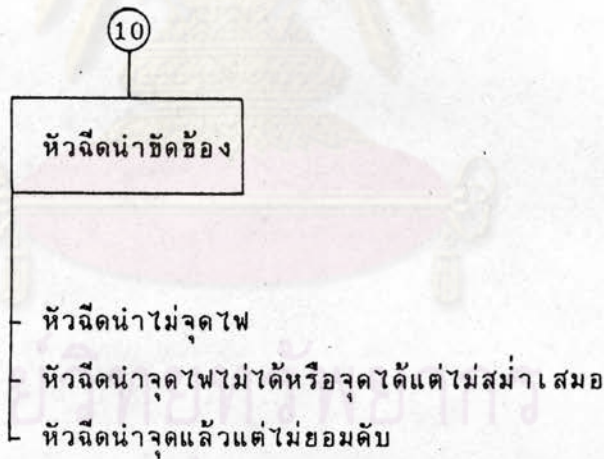 10
หัวฉีดนำขัดข้อง
หัวฉีดนำไม่จุดไฟ
หัวฉีดนำจุดไฟไม่ได้หรือจุดได้แต่ไม่สม่ำเสมอ
หัวฉีดนำจุดแล้วแต่ไม่ยอมดับ